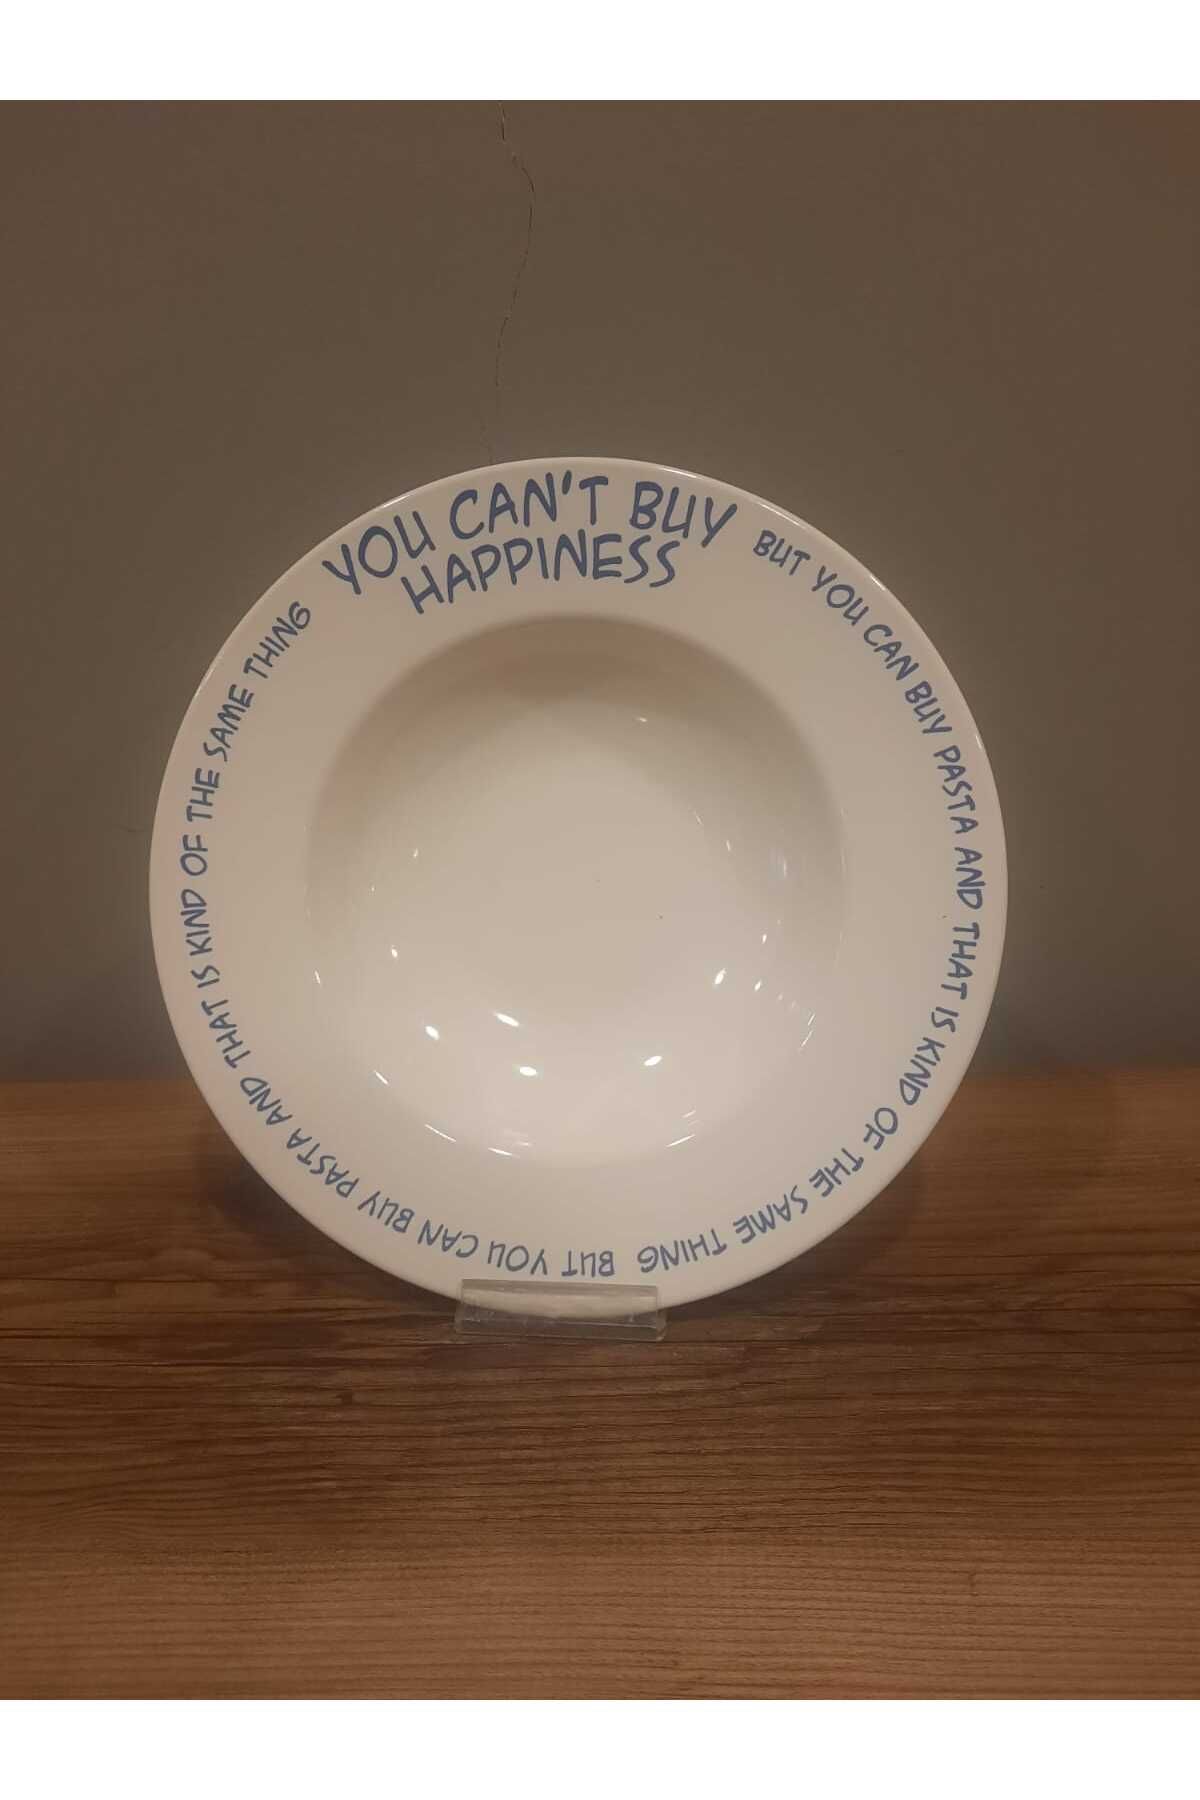 YOU CAN'T BUY
HAPPINESS
BUT YOU CAN BUY PASTA AND THAT IS KIND OF THE SAME THING
BUT YOU CAN BUY PASTA AND THAT IS KIND OF THE SAME THING